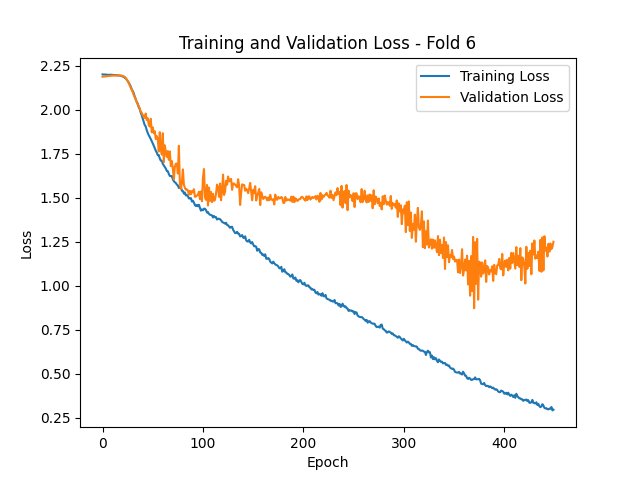 Training and Validation Loss - Fold 6
Training Loss
Validation Loss
2.25
2.00
1.75
1.50
1.25
1.00
0.75
0.50
0.25
Loss
0 100 200 300 400
Epoch